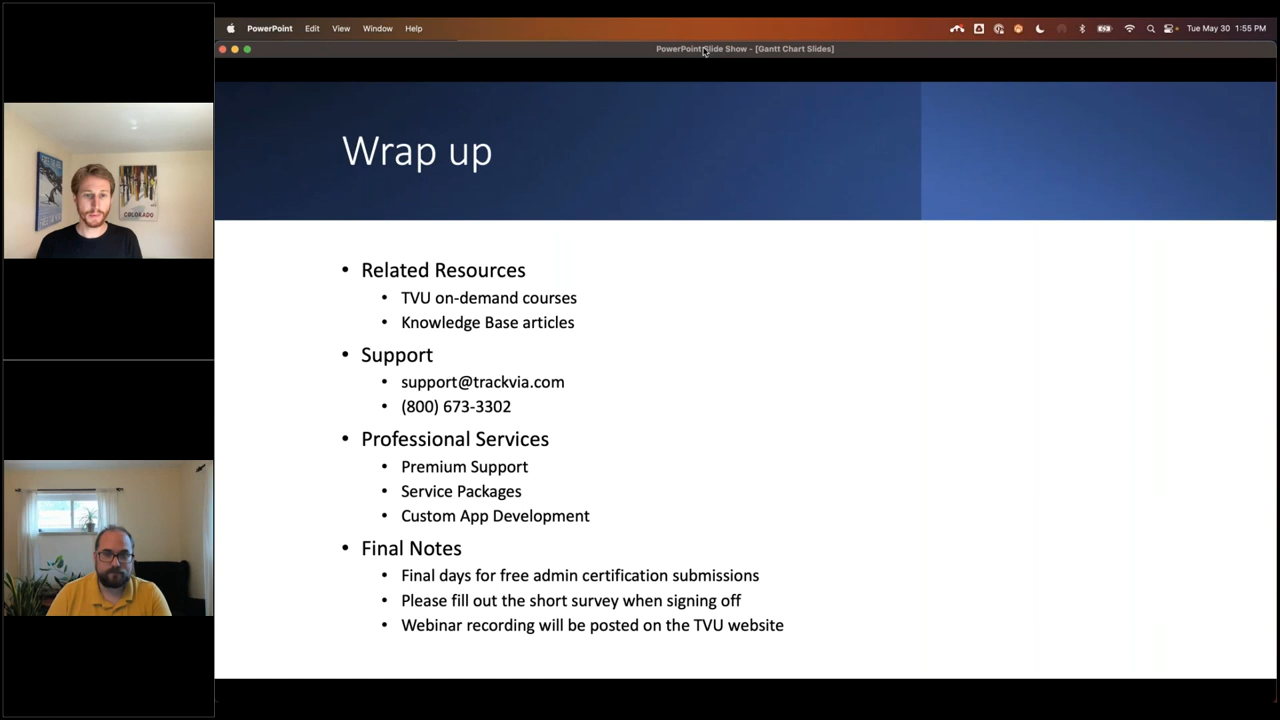 PowerPoint Edit View Window Help
Tue May 30 1:55 PM
PowerPoint Slide Show - [Gantt Chart Slides]
Wrap up
• Related Resources
• TVU on-demand courses
• Knowledge Base articles
• Support
• support@trackvia.com
• (800) 673-3302
• Professional Services
• Premium Support
• Service Packages
• Custom App Development
• Final Notes
• Final days for free admin certification submissions
• Please fill out the short survey when signing off
• Webinar recording will be posted on the TVU website
COLORADO